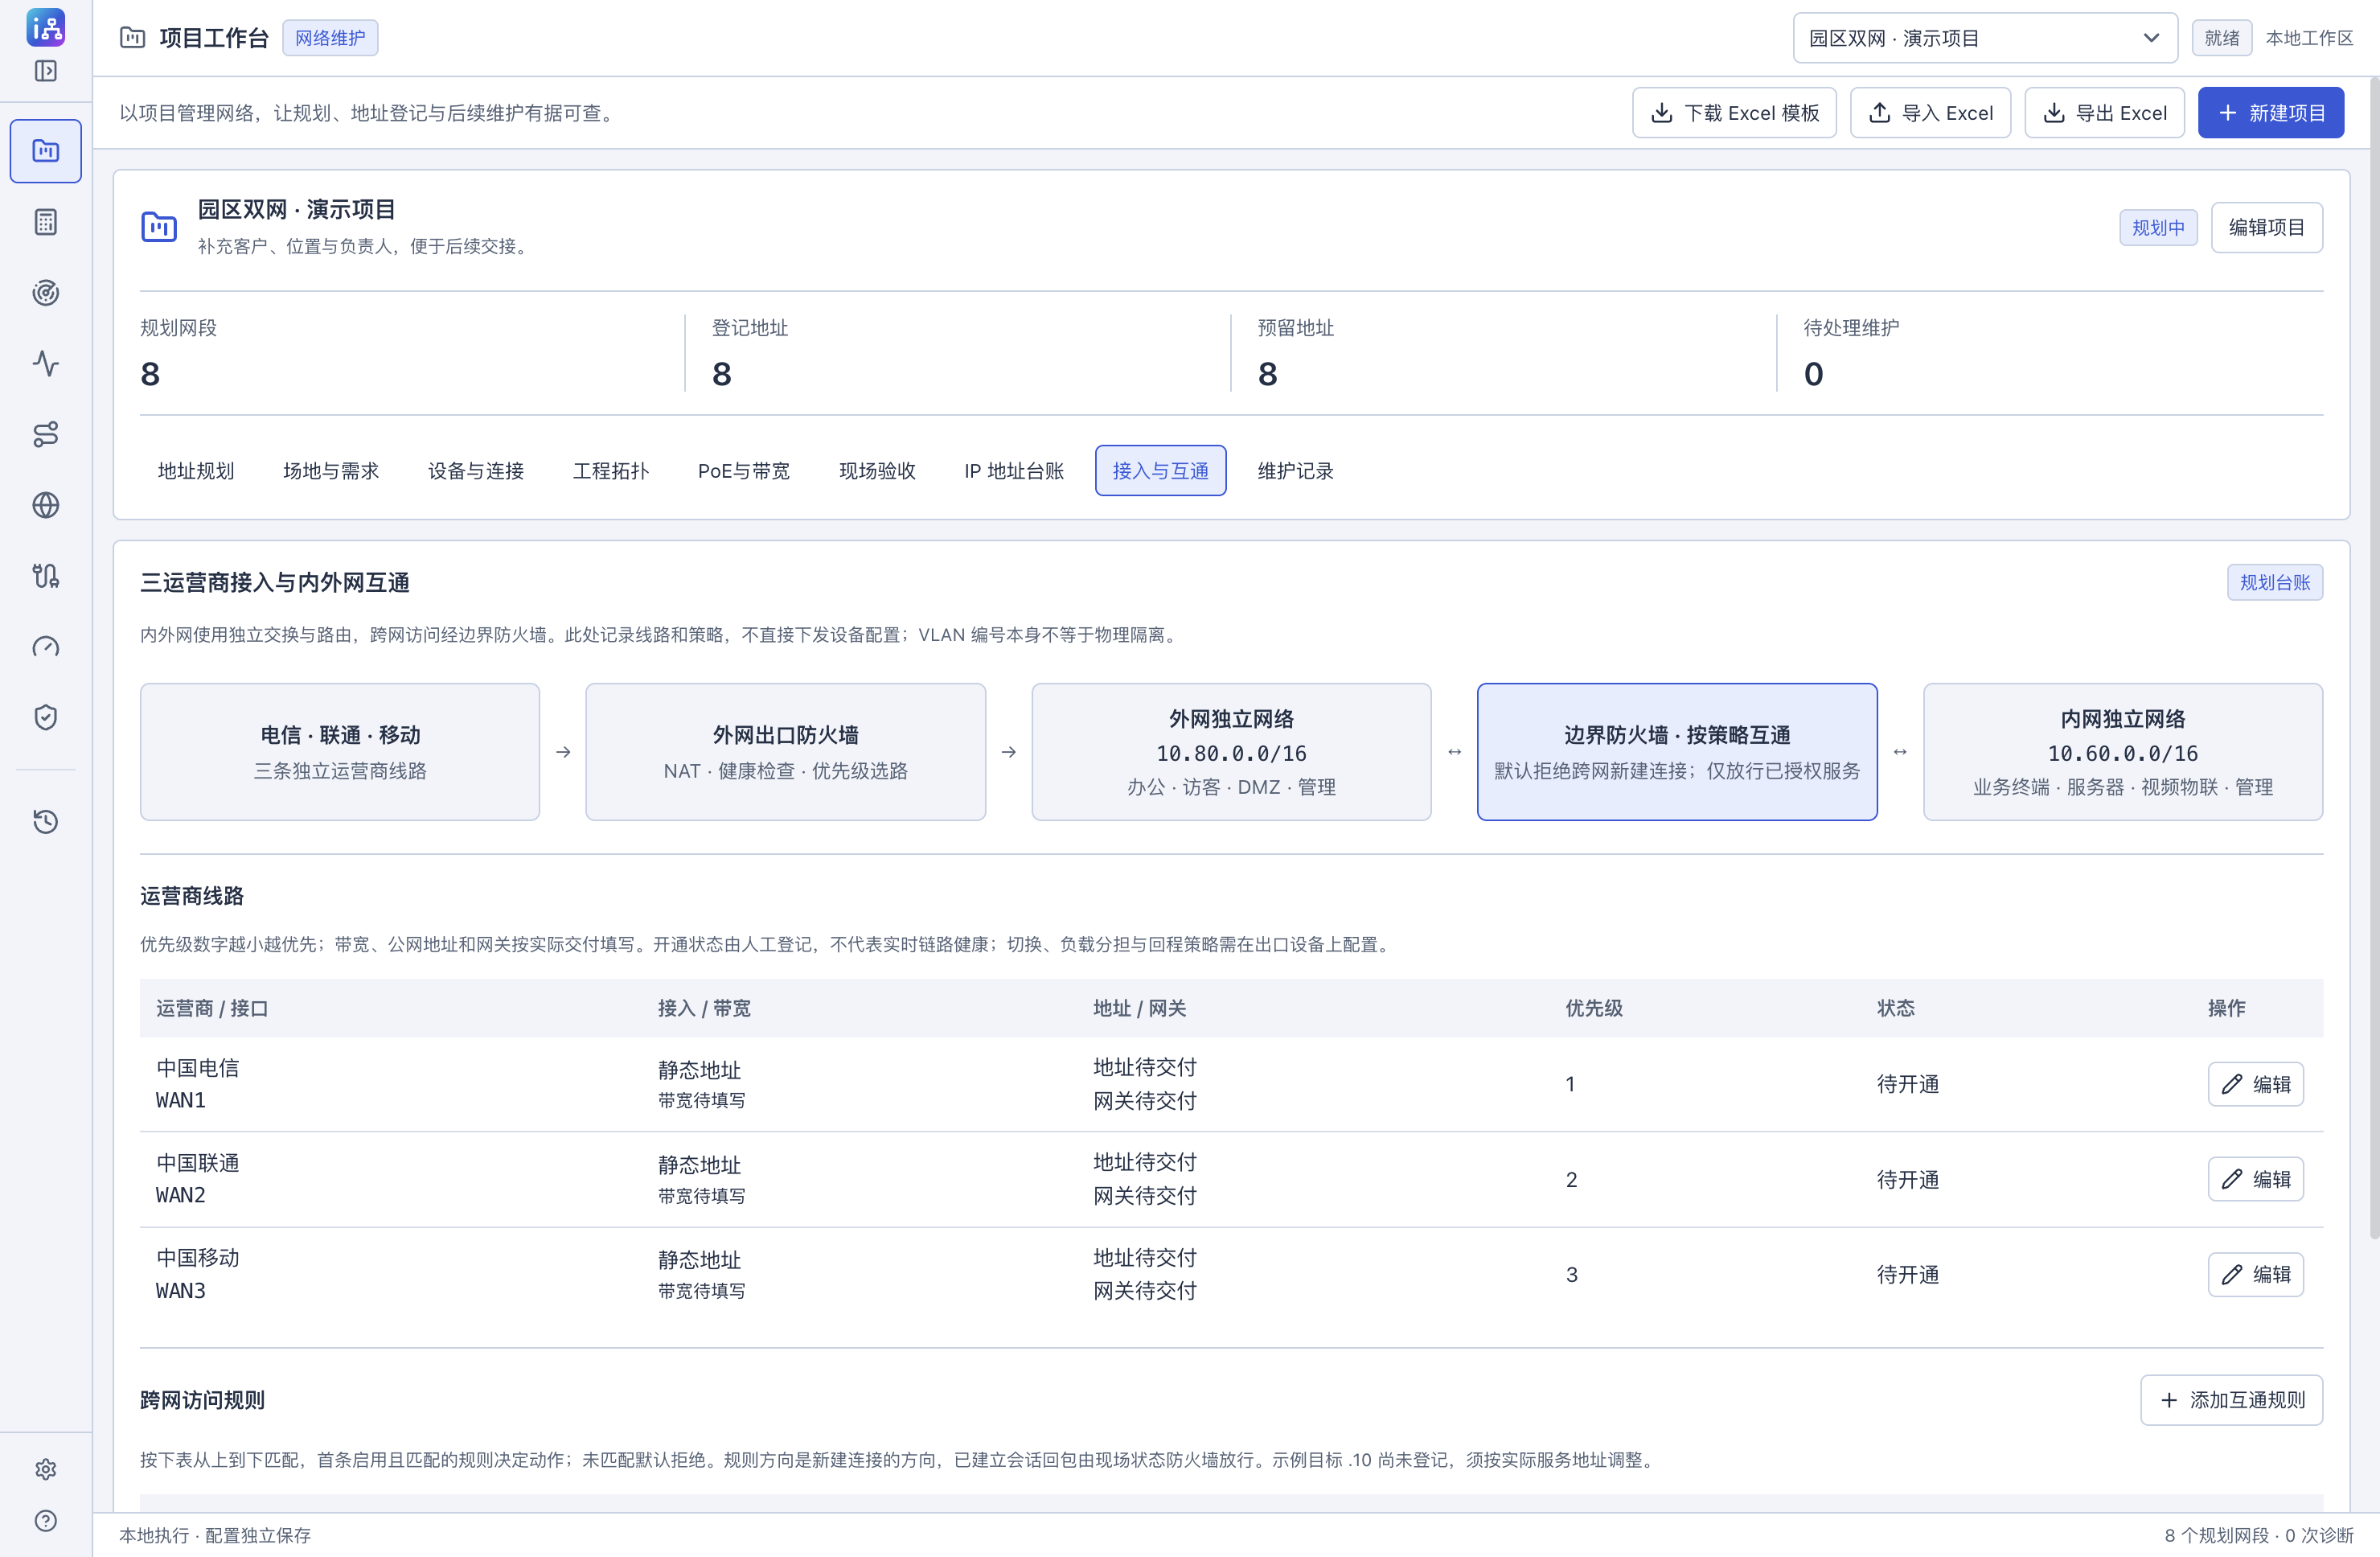 项目工作台
网络维护
园区双网 · 演示项目
就绪
本地工作区
以项目管理网络，让规划、地址登记与后续维护有据可查。
下载 Excel 模板
导入 Excel
导出 Excel
新建项目
园区双网 · 演示项目
补充客户、位置与负责人，便于后续交接。
规划中
编辑项目
规划网段
8
登记地址
8
预留地址
8
待处理维护
0
地址规划
场地与需求
设备与连接
工程拓扑
PoE与带宽
现场验收
IP 地址台账
接入与互通
维护记录
三运营商接入与内外网互通
规划台账
内外网使用独立交换与路由，跨网访问经边界防火墙。此处记录线路和策略，不直接下发设备配置；VLAN 编号本身不等于物理隔离。
电信 · 联通 · 移动
三条独立运营商线路
→
外网出口防火墙
NAT · 健康检查 · 优先级选路
→
外网独立网络
10.80.0.0/16
办公 · 访客 · DMZ · 管理
↔
边界防火墙 · 按策略互通
默认拒绝跨网新建连接；仅放行已授权服务
↔
内网独立网络
10.60.0.0/16
业务终端 · 服务器 · 视频物联 · 管理
运营商线路
优先级数字越小越优先；带宽、公网地址和网关按实际交付填写。开通状态由人工登记，不代表实时链路健康；切换、负载分担与回程策略需在出口设备上配置。
运营商 / 接口
接入 / 带宽
地址 / 网关
优先级
状态
操作
中国电信
WAN1
静态地址
带宽待填写
地址待交付
网关待交付
1
待开通
编辑
中国联通
WAN2
静态地址
带宽待填写
地址待交付
网关待交付
2
待开通
编辑
中国移动
WAN3
静态地址
带宽待填写
地址待交付
网关待交付
3
待开通
编辑
跨网访问规则
添加互通规则
按下表从上到下匹配，首条启用且匹配的规则决定动作；未匹配默认拒绝。规则方向是新建连接的方向，已建立会话回包由现场状态防火墙放行。示例目标 .10 尚未登记，须按实际服务地址调整。
本地执行 · 配置独立保存
8 个规划网段 · 0 次诊断